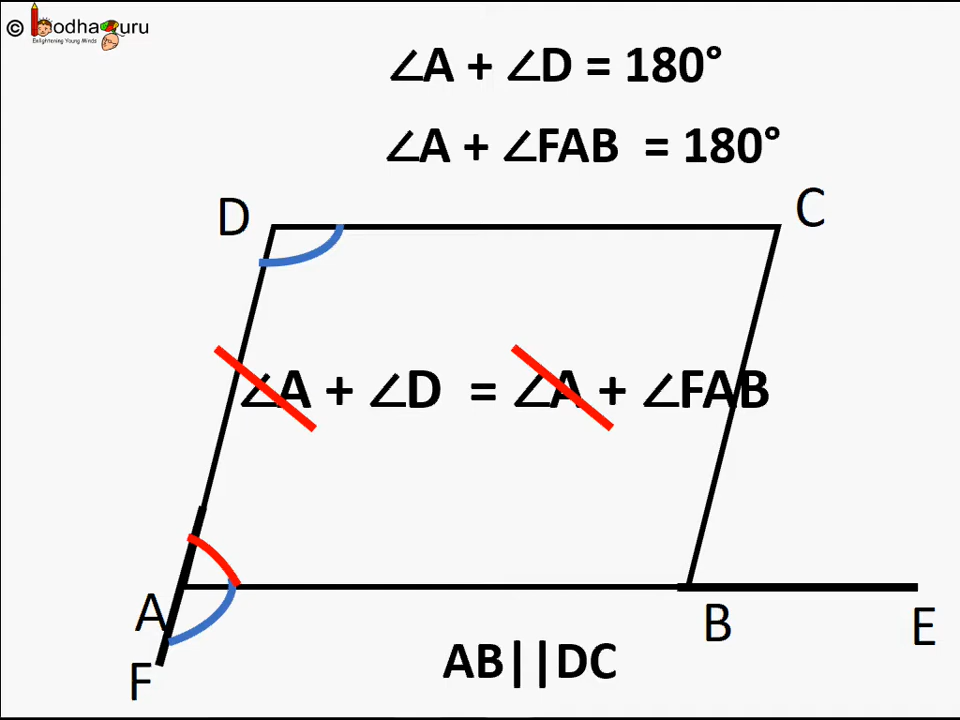 © BodhaGuru
Enlightening Young Minds
∠A + ∠D = 180°
∠A + ∠FAB = 180°
D
C
∠A + ∠D = ∠A + ∠FAB
A
B
E
F
AB||DC